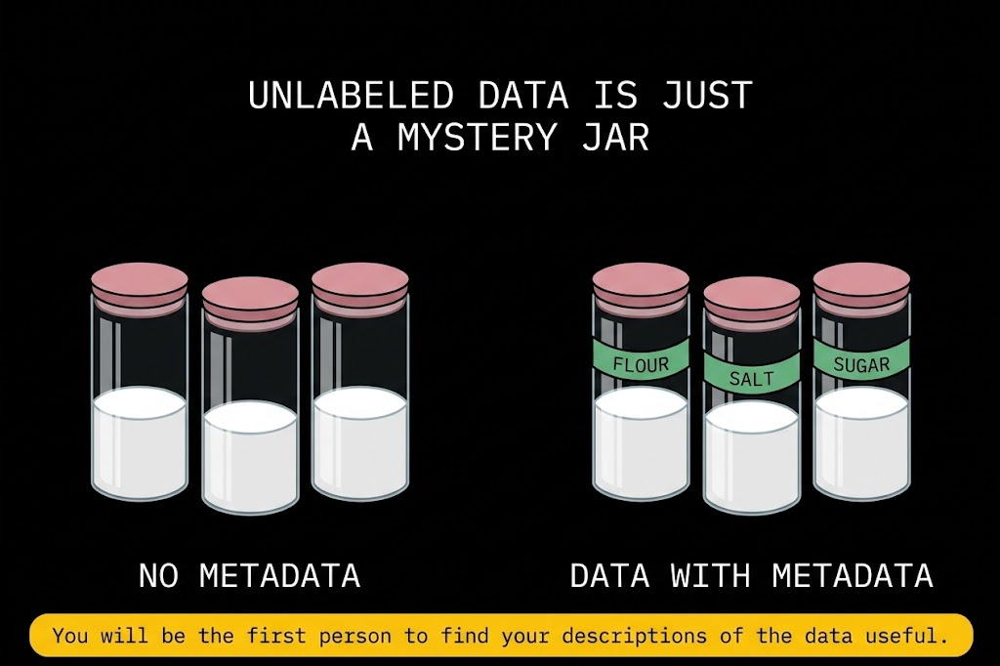 UNLABELED DATA IS JUST
A MYSTERY JAR
FLOUR
SALT
SUGAR
NO METADATA
DATA WITH METADATA
You will be the first person to find your descriptions of the data useful.